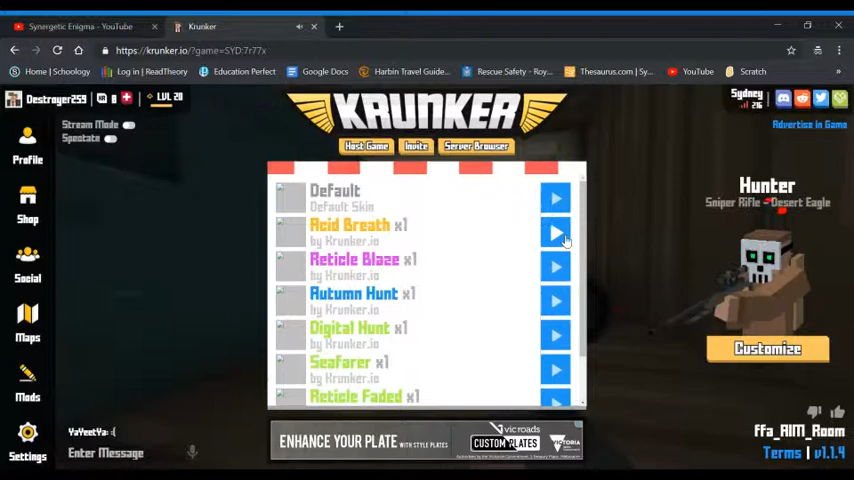 Synergetic Enigma - YouTube
Krunker
https://krunker.io/?game=SYD:7r77x
Home | Schoology
Log in | ReadTheory
Education Perfect
Google Docs
Harbin Travel Guide...
Rescue Safety - Roy...
Thesaurus.com | Sy...
YouTube
Scratch
Destroyer259
KR 0
LVL 20
KRUNKER
Sydney
216
Stream Mode
Spectate
Host Game
Invite
Server Browser
Advertise in Game
Profile
Shop
Social
Maps
Mods
Settings
Default
Default Skin
Acid Breath x1
by Krunker.io
Reticle Blaze x1
by Krunker.io
Autumn Hunt x1
by Krunker.io
Digital Hunt x1
by Krunker.io
Seafarer x1
by Krunker.io
Reticle Faded x1
Hunter
Sniper Rifle - Desert Eagle
Customize
YaYeetYa: :(
Enter Message
ENHANCE YOUR PLATE WITH STYLE PLATES
vicroads
CUSTOM PLATES
VICTORIA
ffa_AIM_Room
Terms | v1.1.4